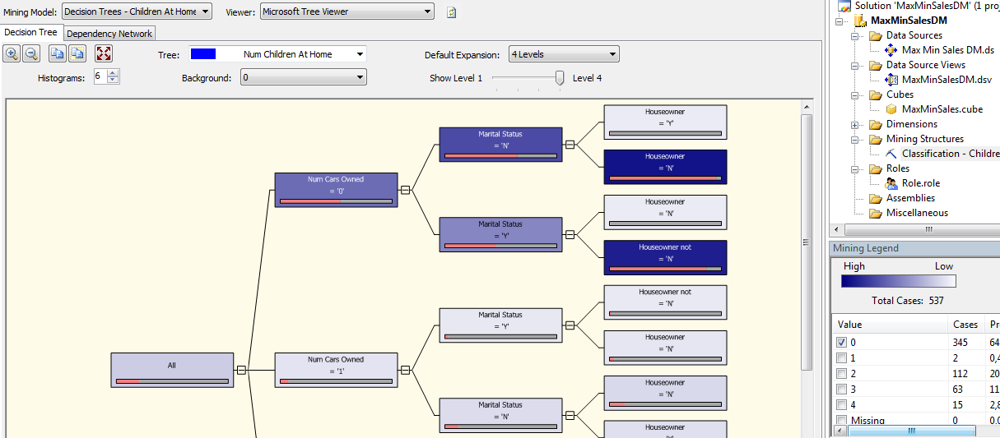 Mining Model: Decision Trees - Children At Home Viewer: Microsoft Tree Viewer
Decision Tree Dependency Network
Tree: Num Children At Home Default Expansion: 4 Levels
Histograms: 6 Background: 0 Show Level 1 Level 4
All
Num Cars Owned
= '0'
Num Cars Owned
= '1'
Marital Status
= 'N'
Marital Status
= 'Y'
Marital Status
= 'Y'
Marital Status
= 'N'
Houseowner
= 'Y'
Houseowner
= 'N'
Houseowner
= 'N'
Houseowner not
= 'N'
Houseowner not
= 'N'
Houseowner
= 'N'
Houseowner
= 'N'
Houseowner
Solution 'MaxMinSalesDM' (1 proj
MaxMinSalesDM
Data Sources
Max Min Sales DM.ds
Data Source Views
MaxMinSalesDM.dsv
Cubes
MaxMinSales.cube
Dimensions
Mining Structures
Classification - Childre
Roles
Role.role
Assemblies
Miscellaneous
Mining Legend
High Low
Total Cases: 537
Value Cases Pr
0 345 64
1 2 0,4
2 112 20
3 63 11
4 15 2,8
Missing 0 0,0